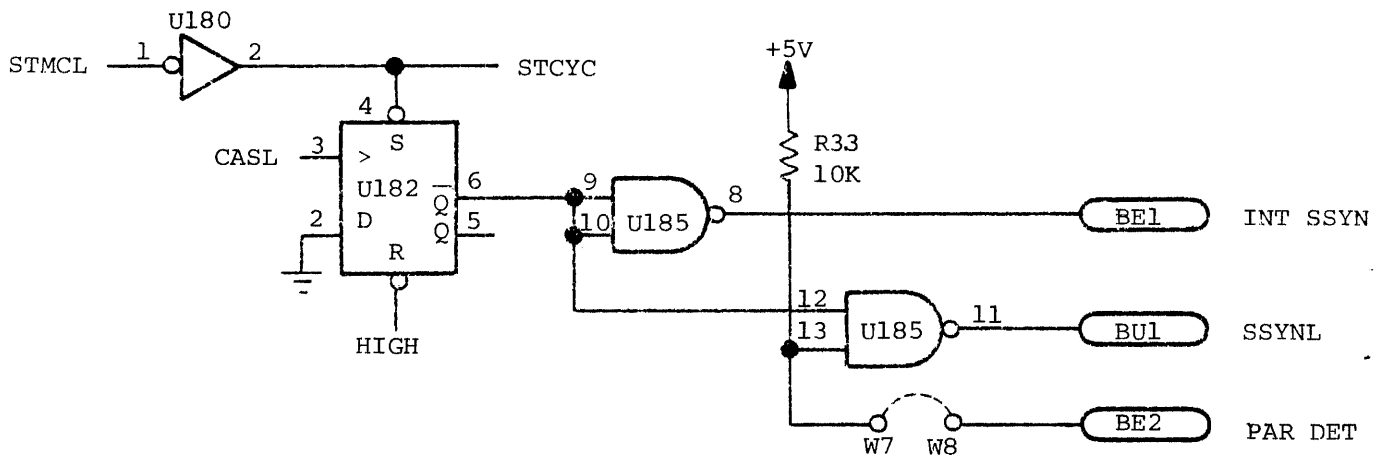 U180
STMCL 1 2 STCYC
+5V
4
S
CASL 3 >
R33
10K
U182
Q 6 9 8
2 D
Q 5 10 U185 BE1 INT SSYN
R
12
HIGH
13 U185 11 BU1 SSYNL
W7 W8 BE2 PAR DET